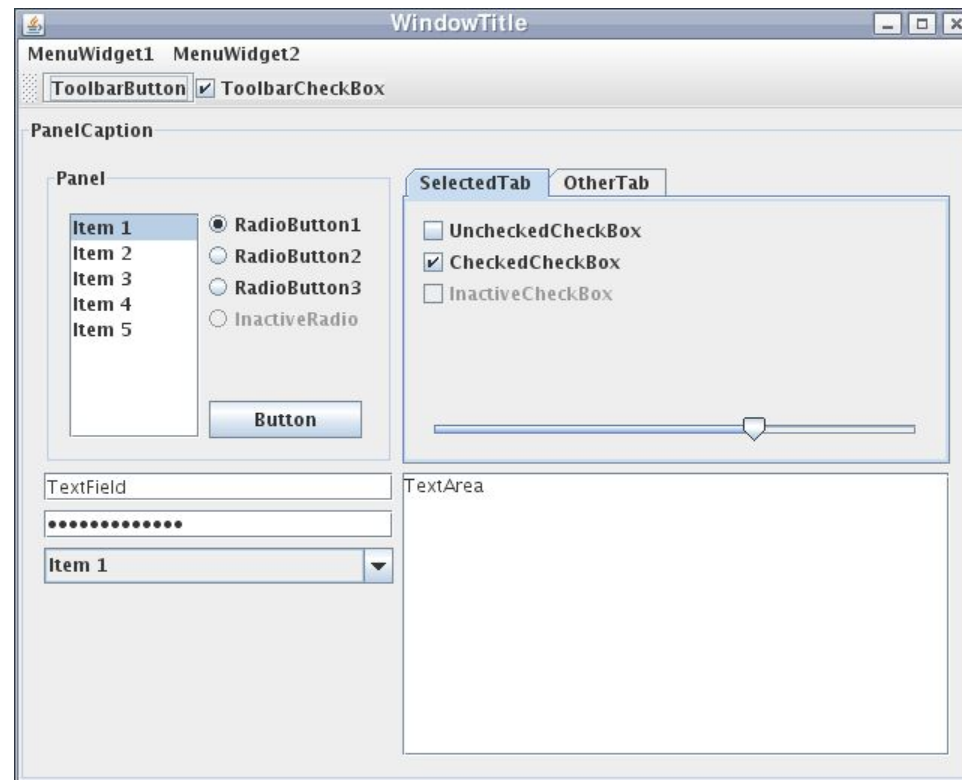 WindowTitle
MenuWidget1 MenuWidget2
ToolbarButton ToolbarCheckBox
PanelCaption
Panel
Item 1
Item 2
Item 3
Item 4
Item 5
RadioButton1
RadioButton2
RadioButton3
InactiveRadio
Button
SelectedTab OtherTab
UncheckedCheckBox
CheckedCheckBox
InactiveCheckBox
TextField
•••••••••••••
Item 1
TextArea